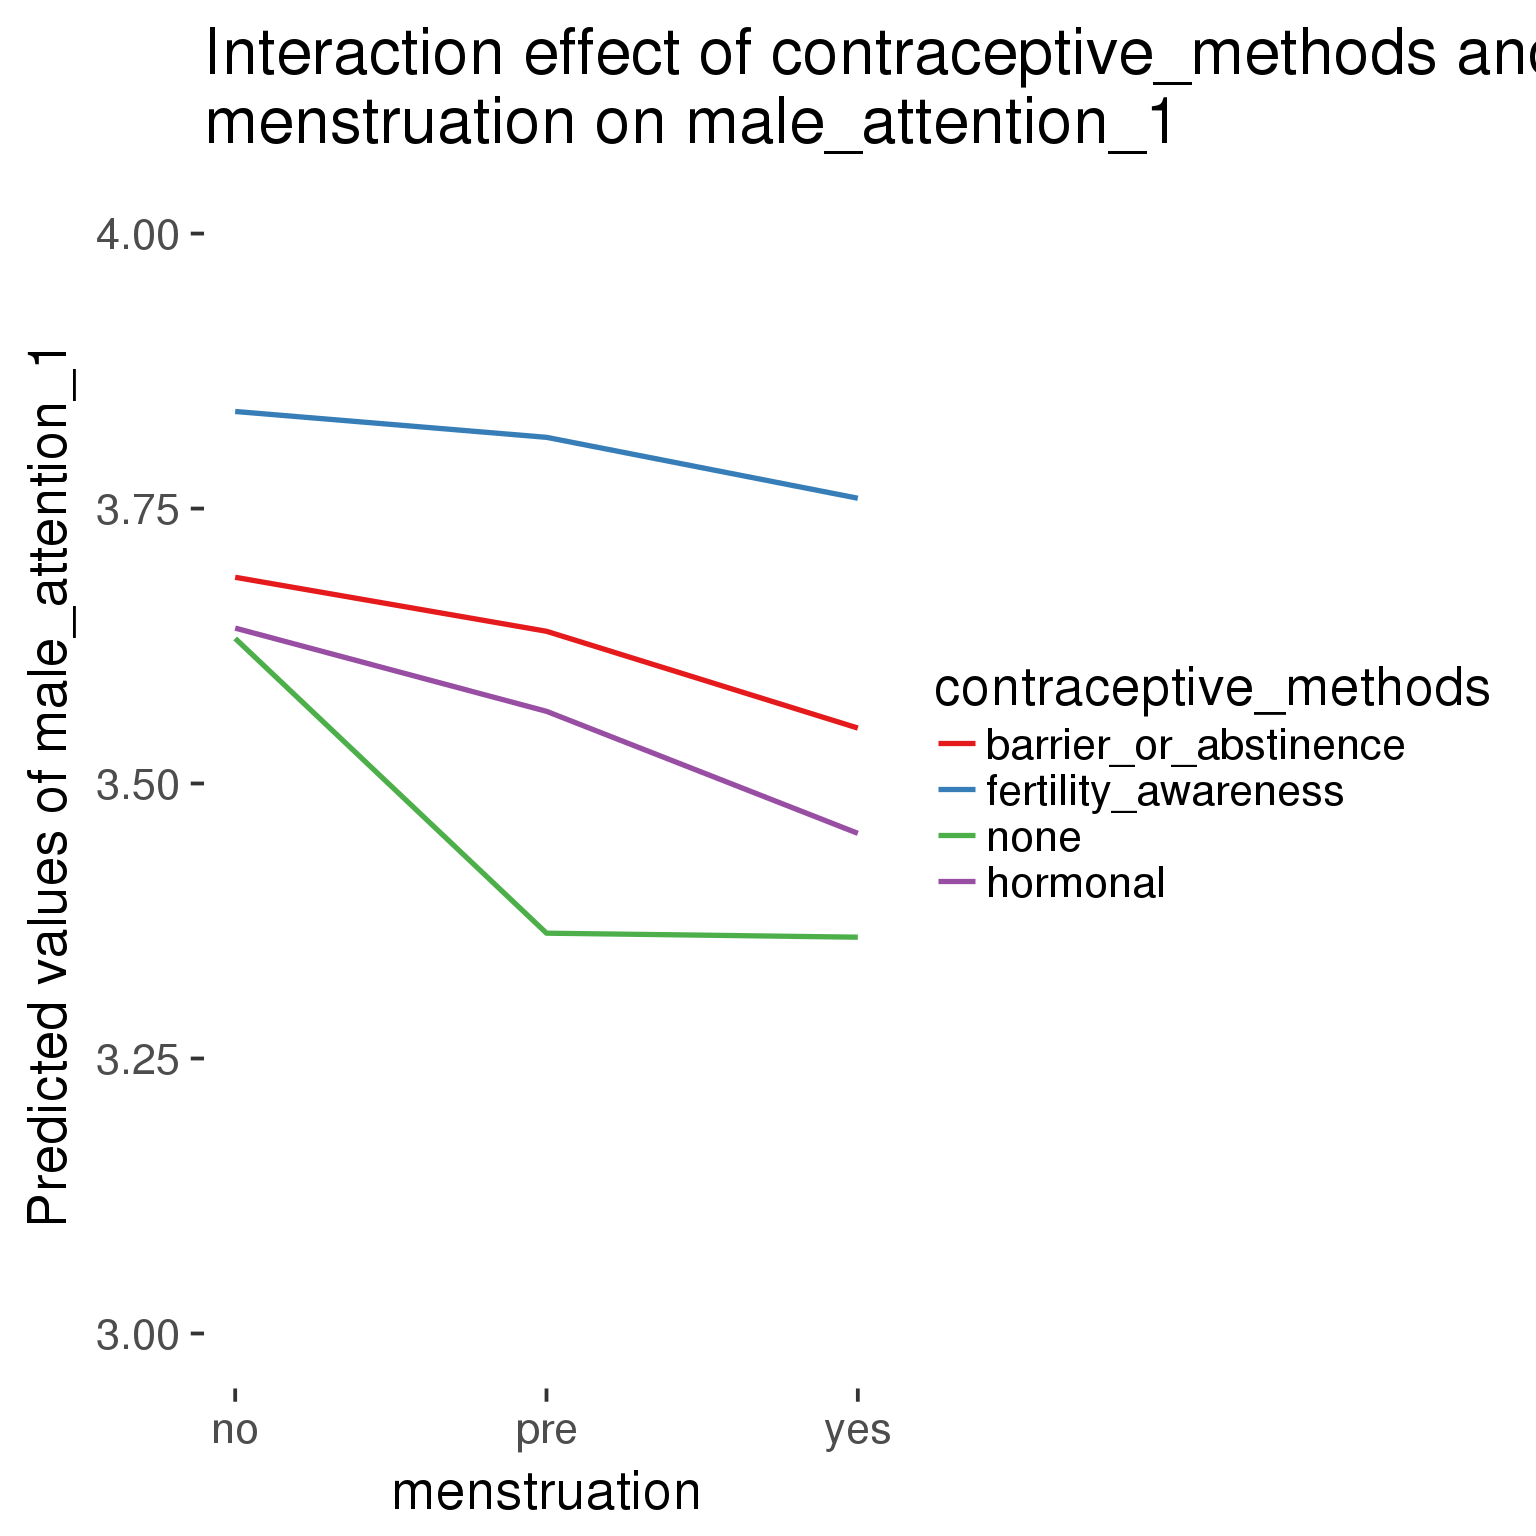 Interaction effect of contraceptive_methods and
menstruation on male_attention_1
Predicted values of male_attention_1
4.00
3.75
3.50
3.25
3.00
no
pre
yes
menstruation
contraceptive_methods
barrier_or_abstinence
fertility_awareness
none
hormonal